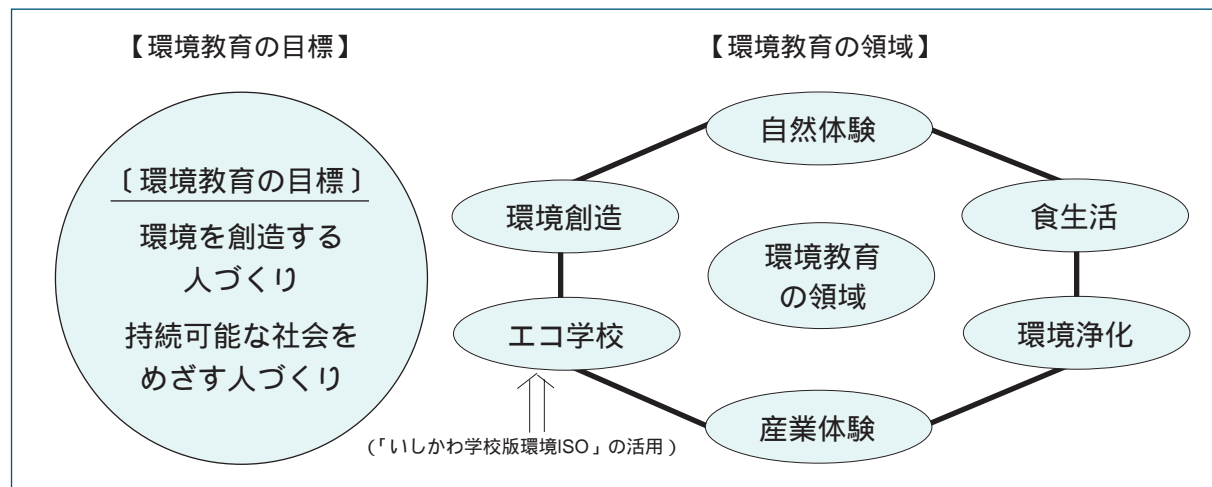 【環境教育の目標】
〔環境教育の目標〕
環境を創造する
人づくり
持続可能な社会を
めざす人づくり
【環境教育の領域】
自然体験
環境創造
食生活
環境教育
の領域
エコ学校
環境浄化
産業体験
(「いしかわ学校版環境ISO」の活用)